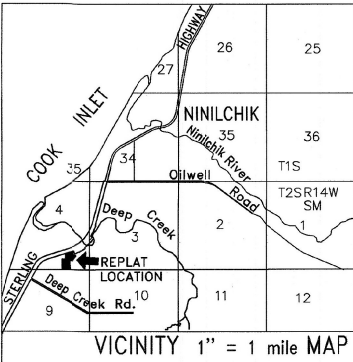 HIGHWAY
26
25
27
INLET
NINILCHIK
COOK
Ninilchik River
35
36
35
34
T1S
Oilwell
Road
T2S R14W
SM
4
Deep Creek
3
2
1
REPLAT
LOCATION
STERLING
Deep Creek Rd.
9
10
11
12
VICINITY 1" = 1 mile MAP